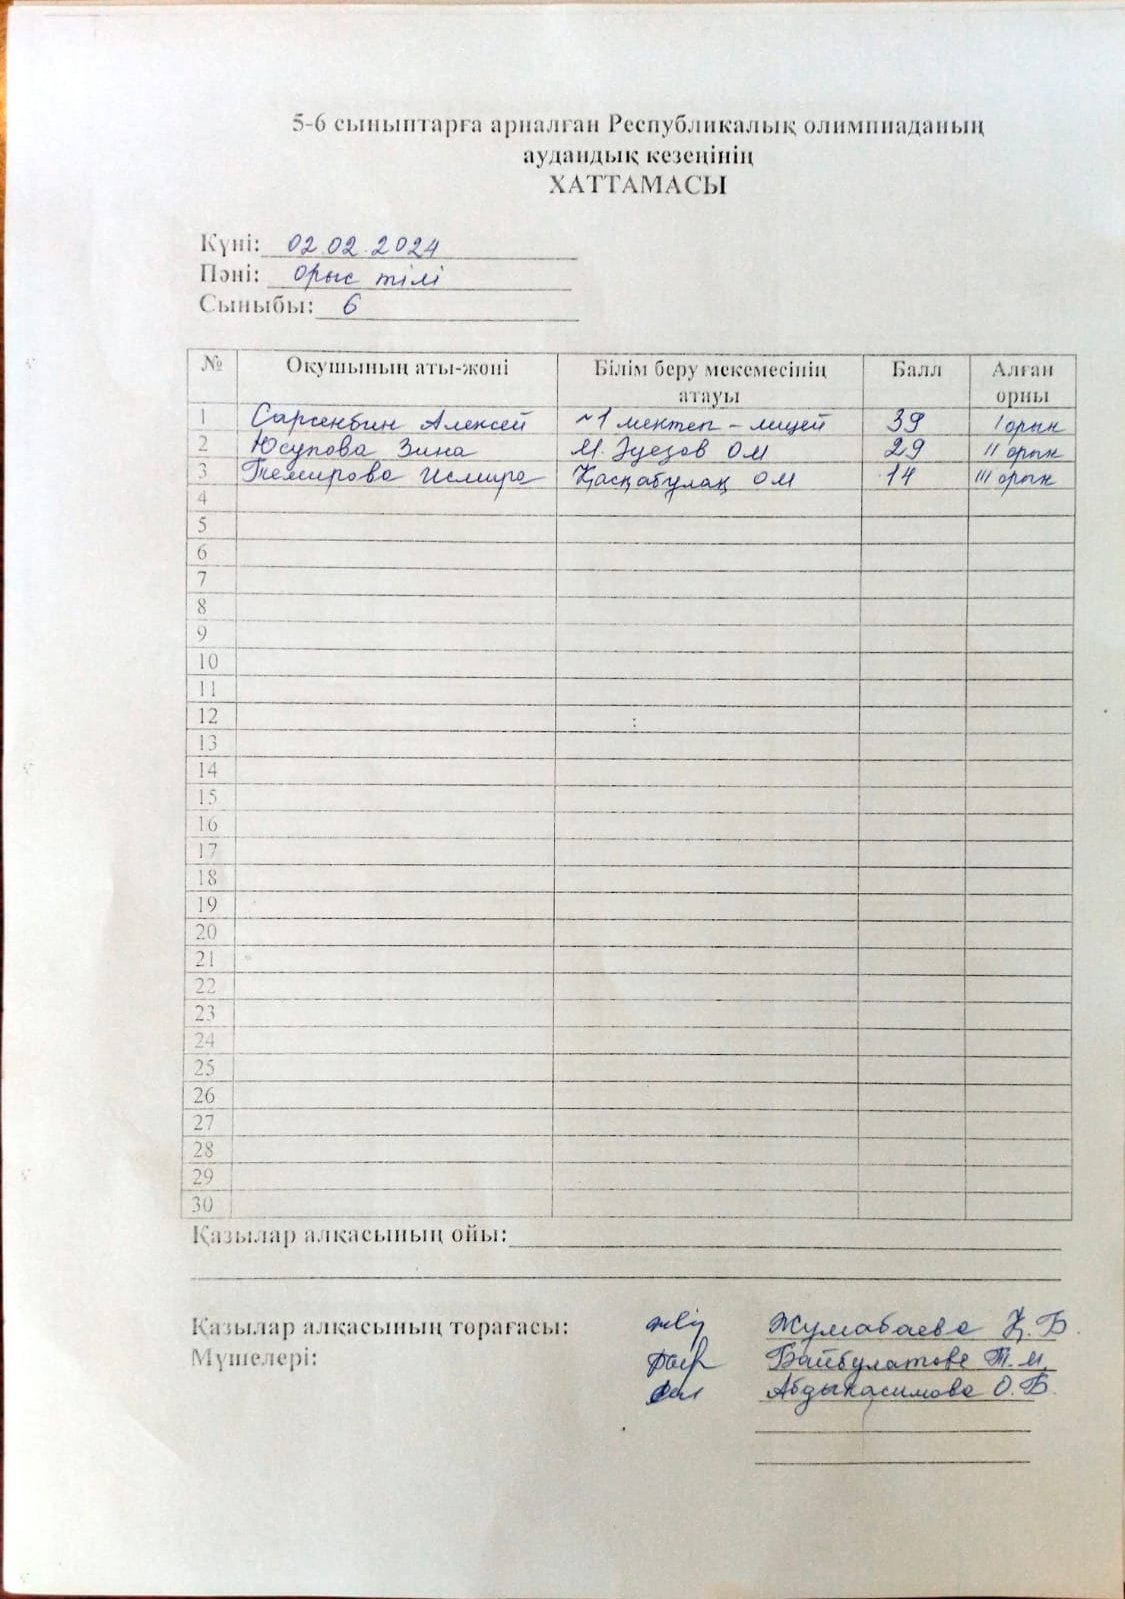 5-6 сыныптарға арналған Республикалық олимпиаданың
аудандық кезеңінің
ХАТТАМАСЫ
Күні: 02.02.2024
Пәні: орыс тілі
Сыныбы: 6
№ Оқушының аты-жөні Білім беру мекемесінің атауы Балл Алған орны
1 Сарсенбин Алексей ~1 мектеп - лицей 39 I орын
2 Юсупова Зина М. Әуезов ОМ 29 II орын
3 Темирова Исмира Қасқабұлақ ОМ 14 III орын
4
5
6
7
8
9
10
11
12
13
14
15
16
17
18
19
20
21
22
23
24
25
26
27
28
29
30
Қазылар алқасының ойы:
Қазылар алқасының төрағасы: Жумабаева Қ.Б.
Мүшелері: Байбулатова Т.М.
Абдыкасимова О.Б.